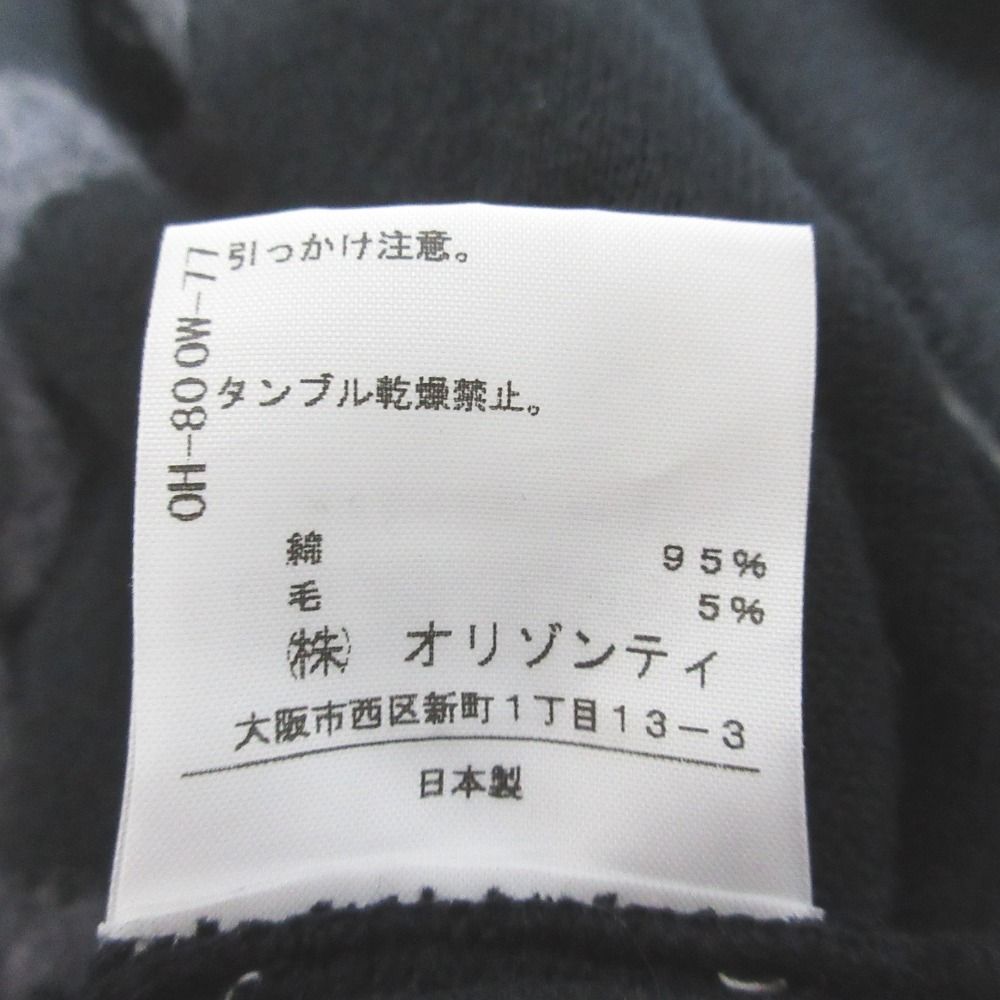 引っかけ注意。
OH-800W-77
タンブル乾燥禁止。
綿 95%
毛 5%
(株) オリゾンティ
大阪市西区新町1丁目13-3
日本製